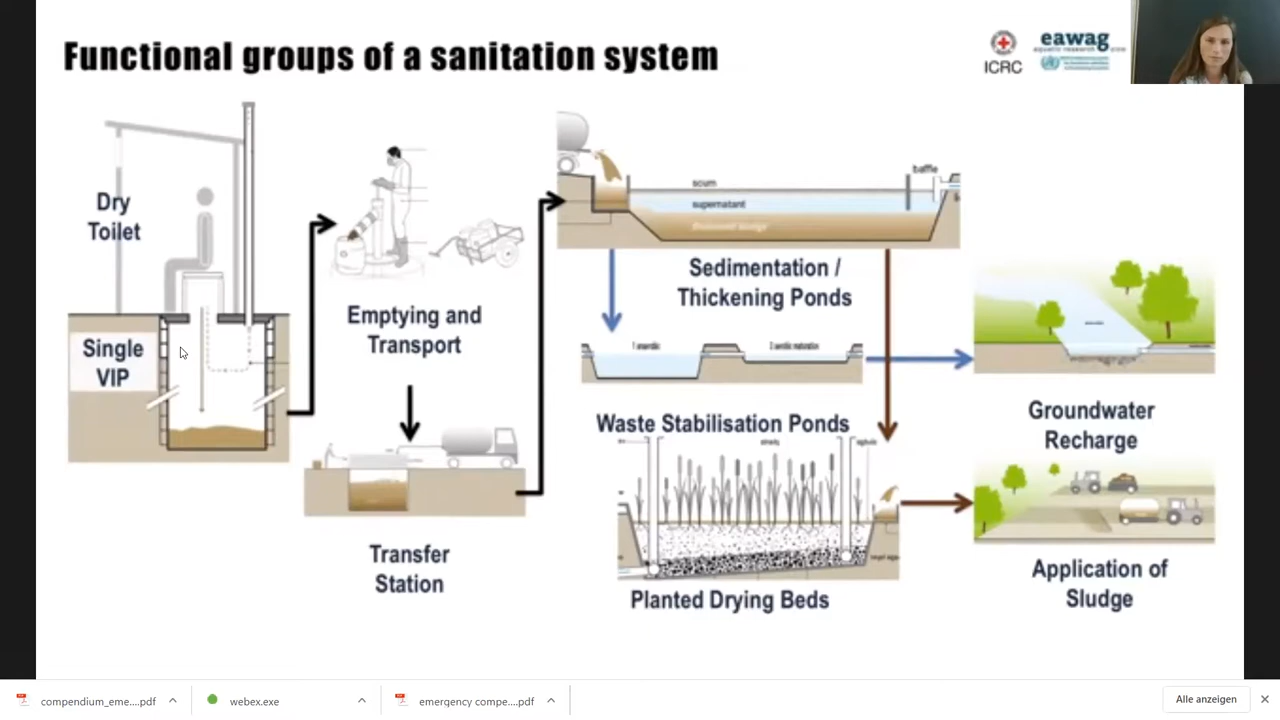 Functional groups of a sanitation system
ICRC
eawag
Dry
Toilet
Single
VIP
Emptying and
Transport
Transfer
Station
scum
supernatant
baffle
Sedimentation /
Thickening Ponds
Waste Stabilisation Ponds
Planted Drying Beds
Groundwater
Recharge
Application of
Sludge
compendium_eme....pdf
webex.exe
emergency compe....pdf
Alle anzeigen